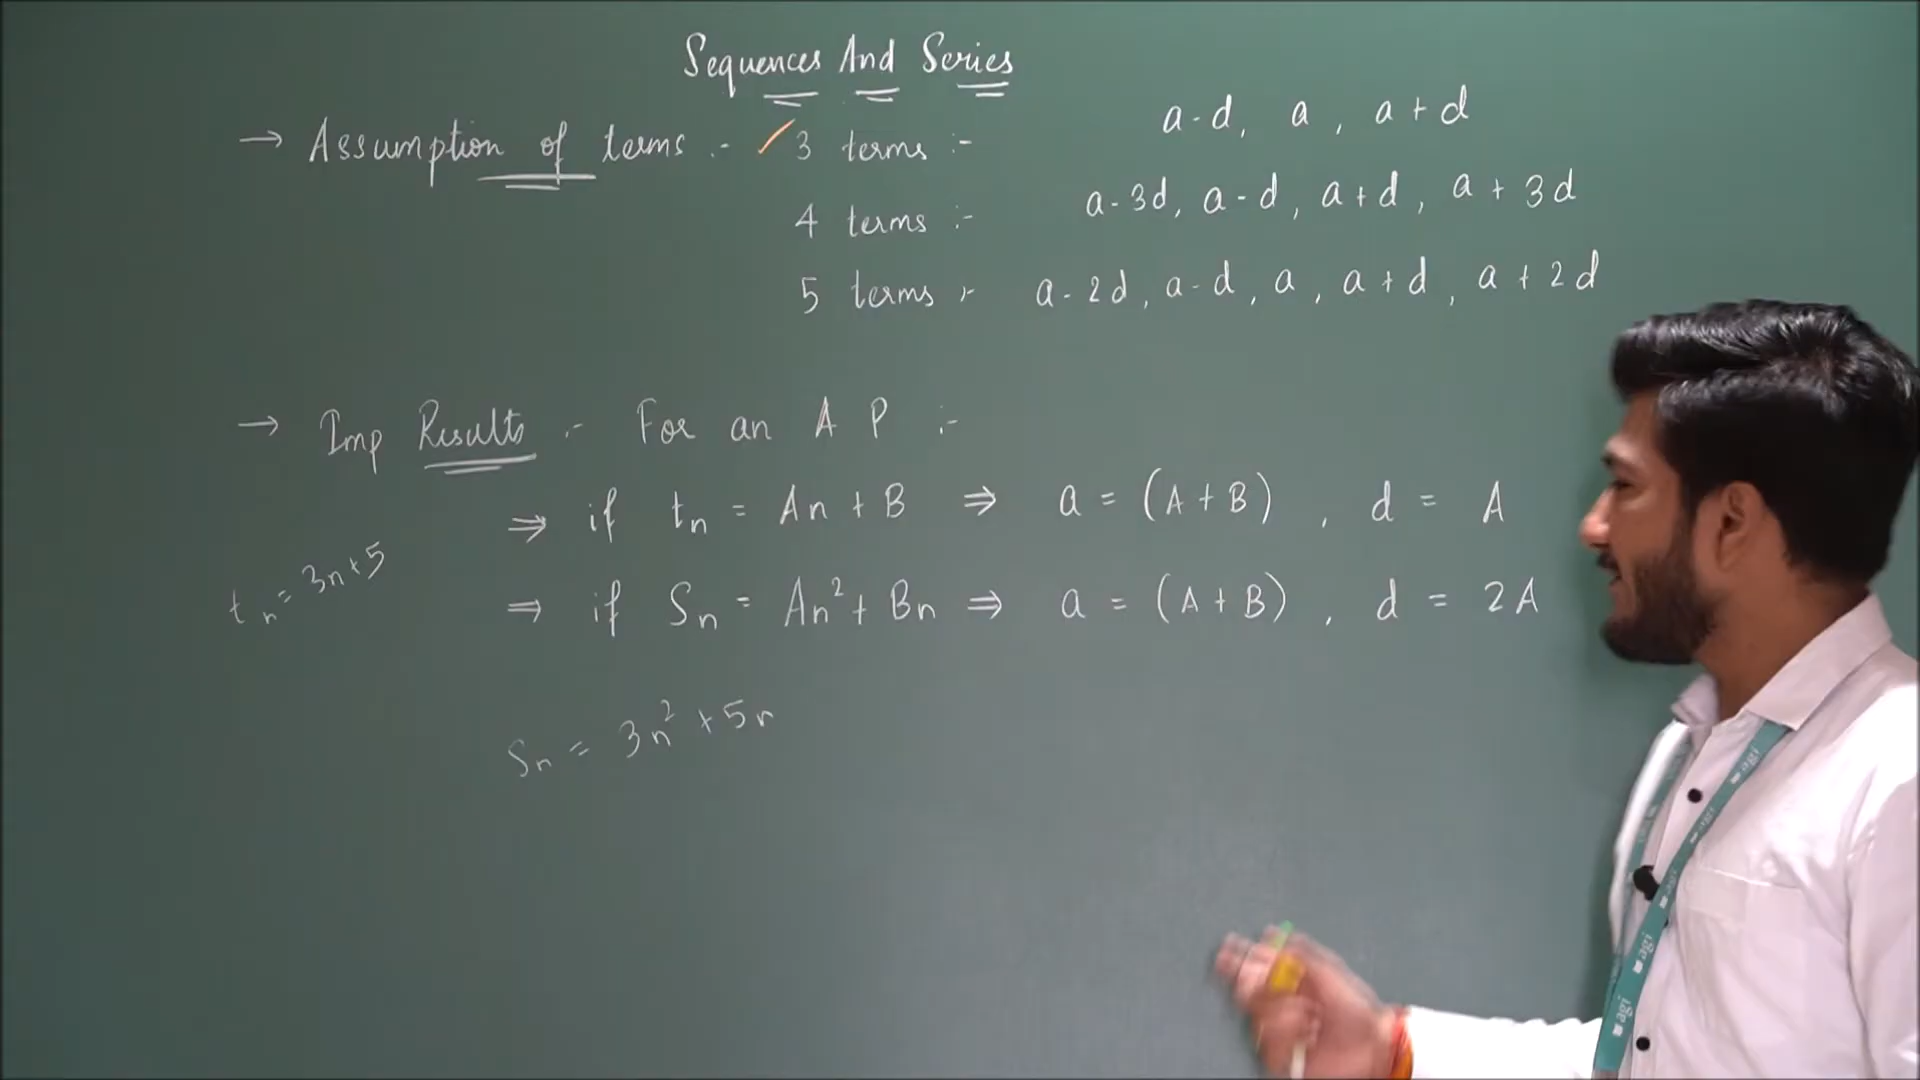 Sequences And Series
→ Assumption of terms :- 3 terms :- a-d, a, a+d
4 terms :- a-3d, a-d, a+d, a+3d
5 terms :- a-2d, a-d, a, a+d, a+2d
→ Imp Results :- For an A P :-
⇒ if tₙ = An + B ⇒ a = (A+B), d = A
tₙ = 3n+5
⇒ if Sₙ = An² + Bn ⇒ a = (A+B), d = 2A
Sₙ = 3n² + 5n